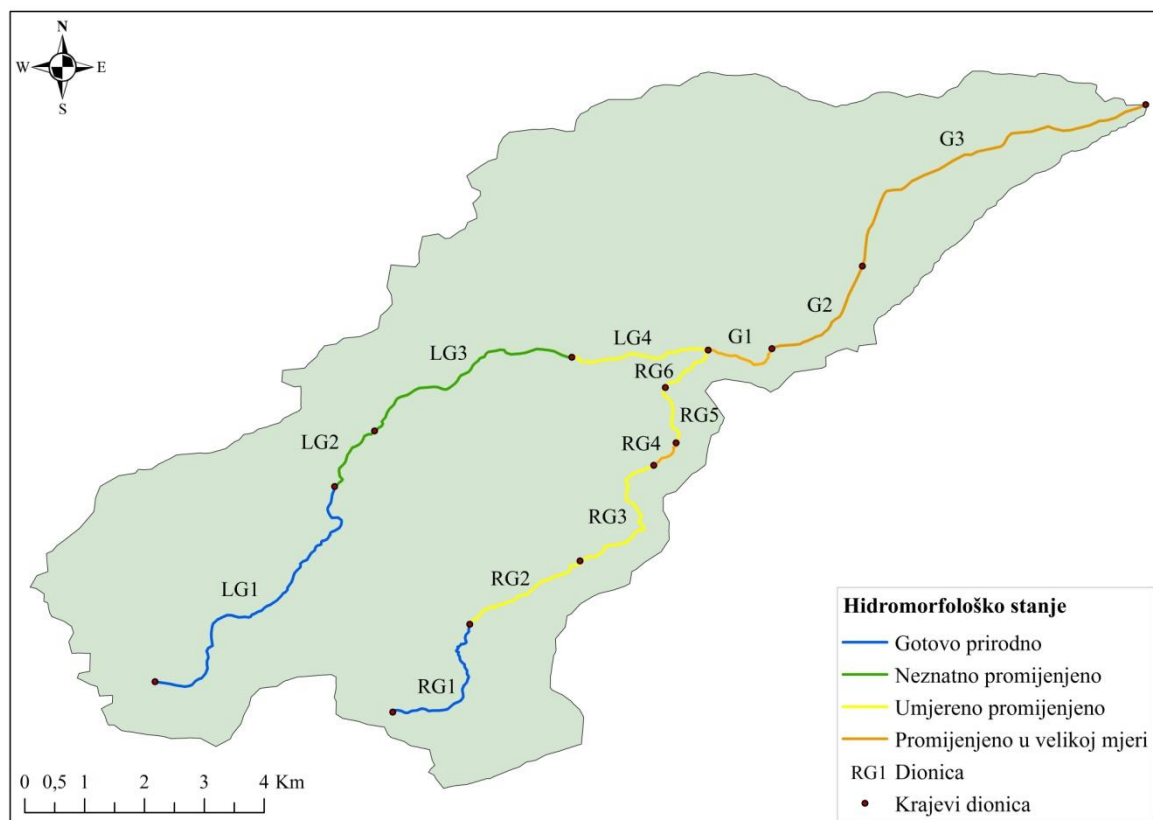 N
W E
S
G3
G2
G1
LG4
LG3
RG6
RG5
LG2
RG4
RG3
LG1
RG2
RG1
Hidromorfološko stanje
Gotovo prirodno
Neznatno promijenjeno
Umjereno promijenjeno
Promijenjeno u velikoj mjeri
RG1 Dionica
Krajevi dionica
0 0,5 1 2 3 4 Km